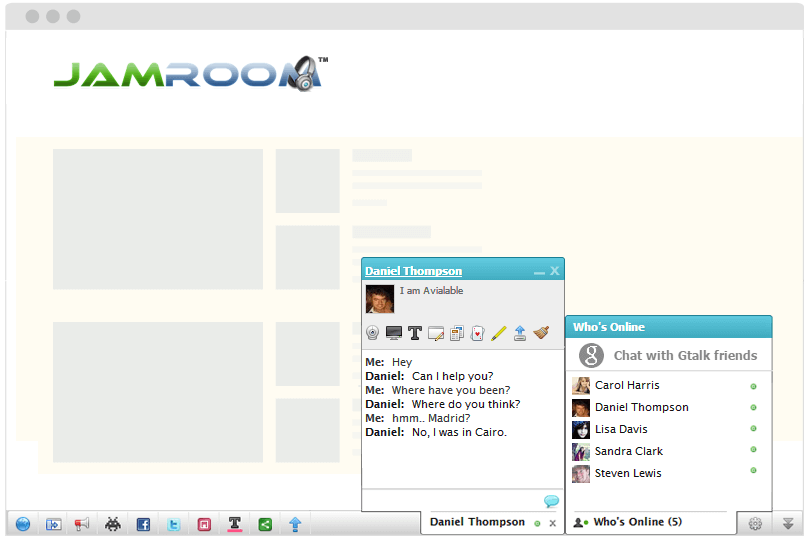 JAMROOM™
Daniel Thompson
I am Avialable
Me: Hey
Daniel: Can I help you?
Me: Where have you been?
Daniel: Where do you think?
Me: hmm.. Madrid?
Daniel: No, I was in Cairo.
Daniel Thompson x
Who's Online
g Chat with Gtalk friends
Carol Harris
Daniel Thompson
Lisa Davis
Sandra Clark
Steven Lewis
Who's Online (5)